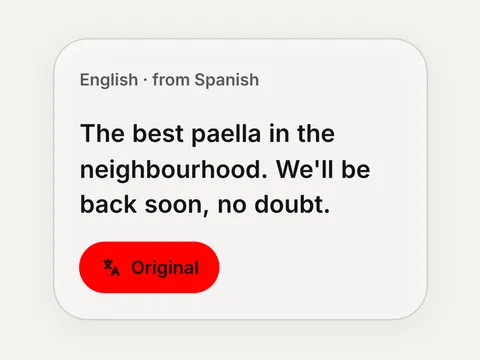 English · from Spanish
The best paella in the
neighbourhood. We'll be
back soon, no doubt.
Original